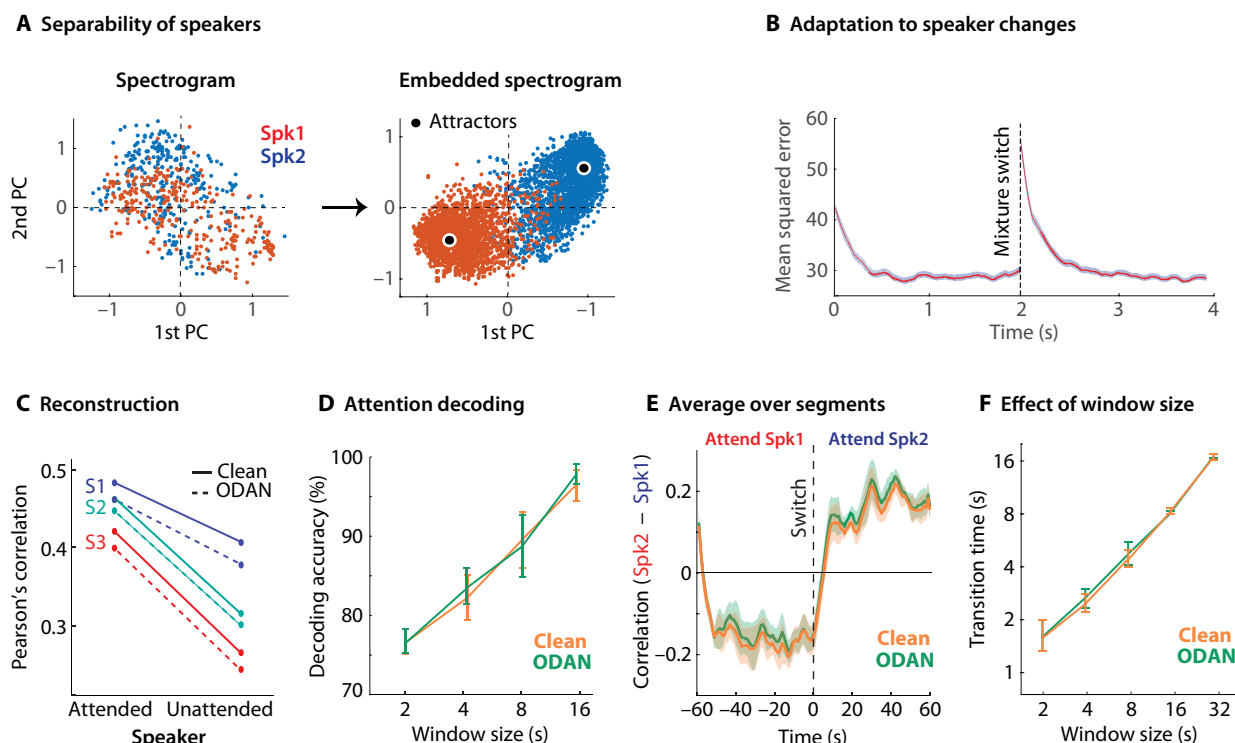 A Separability of speakers
Spectrogram
Embedded spectrogram
Spk1
Spk2
Attractors
2nd PC
1
0
−1
−1
0
1
1st PC
1
0
−1
1
0
−1
1st PC
B Adaptation to speaker changes
Mean squared error
60
50
40
30
Mixture switch
0
1
2
3
4
Time (s)
C Reconstruction
Pearson's correlation
0.5
0.4
0.3
S1
S2
S3
Clean
ODAN
Attended
Unattended
Speaker
D Attention decoding
Decoding accuracy (%)
100
90
80
70
Clean
ODAN
2
4
8
16
Window size (s)
E Average over segments
Attend Spk1
Attend Spk2
Correlation (Spk2 − Spk1)
0.2
0
−0.2
Switch
Clean
ODAN
−60
−40
−20
0
20
40
60
Time (s)
F Effect of window size
Transition time (s)
16
8
4
2
1
Clean
ODAN
2
4
8
16
32
Window size (s)